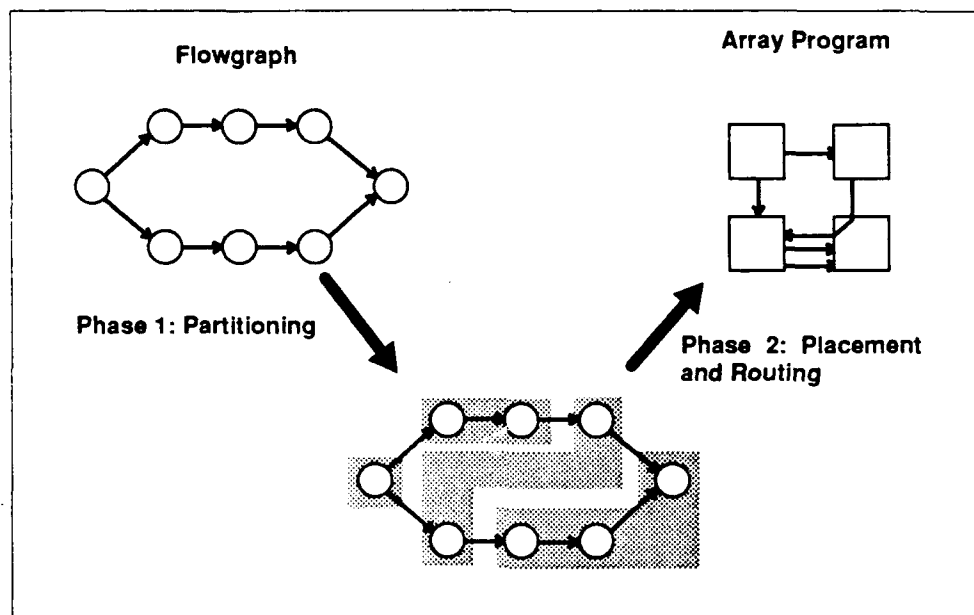 Flowgraph
Array Program
Phase 1: Partitioning
Phase 2: Placement
and Routing